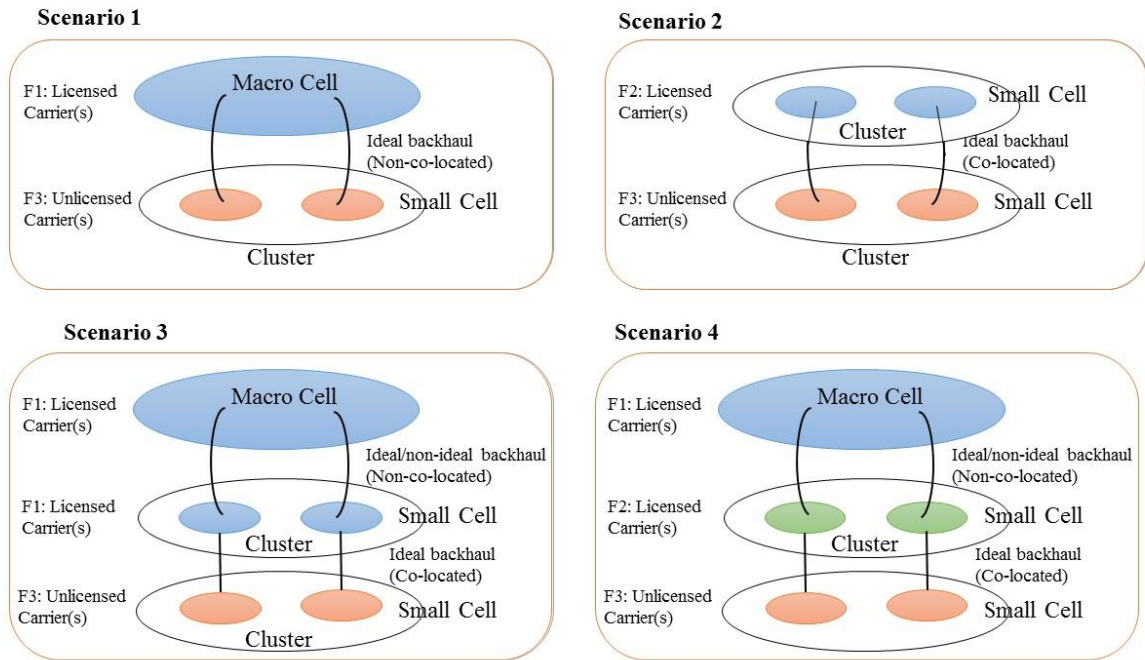 Scenario 1
Macro Cell
F1: Licensed
Carrier(s)
Ideal backhaul
(Non-co-located)
F3: Unlicensed
Carrier(s)
Small Cell
Cluster
Scenario 2
F2: Licensed
Carrier(s)
Small Cell
Cluster
Ideal backhaul
(Co-located)
F3: Unlicensed
Carrier(s)
Small Cell
Cluster
Scenario 3
Macro Cell
F1: Licensed
Carrier(s)
Ideal/non-ideal backhaul
(Non-co-located)
F1: Licensed
Carrier(s)
Small Cell
Cluster
Ideal backhaul
(Co-located)
F3: Unlicensed
Carrier(s)
Small Cell
Cluster
Scenario 4
Macro Cell
F1: Licensed
Carrier(s)
Ideal/non-ideal backhaul
(Non-co-located)
F2: Licensed
Carrier(s)
Small Cell
Cluster
Ideal backhaul
(Co-located)
F3: Unlicensed
Carrier(s)
Small Cell